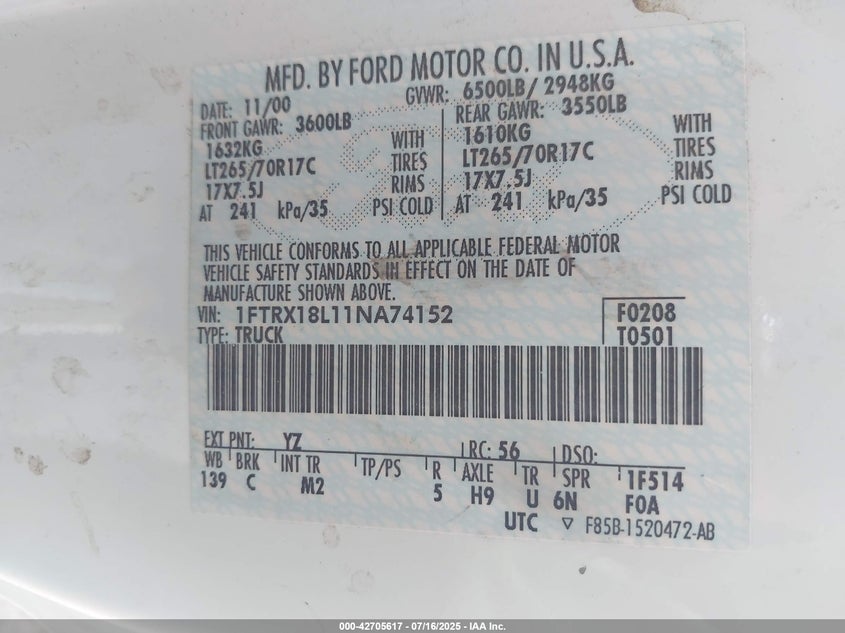 MFD. BY FORD MOTOR CO. IN U.S.A.
DATE: 11/00 GVWR: 6500LB/ 2948KG
FRONT GAWR: 3600LB REAR GAWR: 3550LB
1632KG WITH 1610KG WITH
LT265/70R17C TIRES LT265/70R17C TIRES
17X7.5J RIMS 17X7.5J RIMS
AT 241 kPa/35 PSI COLD AT 241 kPa/35 PSI COLD
THIS VEHICLE CONFORMS TO ALL APPLICABLE FEDERAL MOTOR
VEHICLE SAFETY STANDARDS IN EFFECT ON THE DATE OF
MANUFACTURE SHOWN ABOVE.
VIN: 1FTRX18L11NA74152 F0208
TYPE: TRUCK T0501
EXT PNT: YZ RC: 56 DSO:
WB BRK INT TR TP/PS R AXLE TR SPR 1F514
139 C M2 5 H9 U 6N F0A
UTC ▽ F85B-1520472-AB
000-42705617 - 07/16/2025 - IAA Inc.